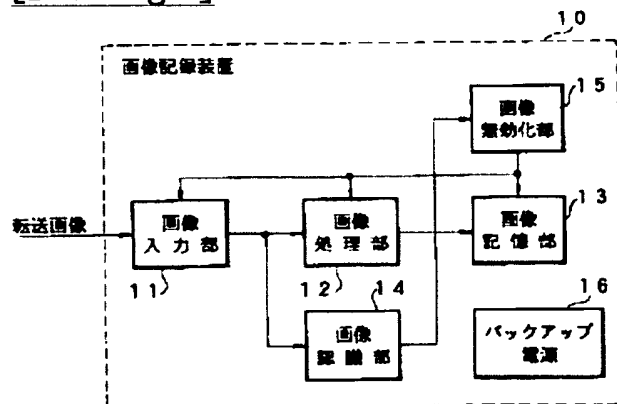 10
画像記録装置
15
画像
無効化部
転送画像
画像
入力部
11
画像
処理部
12
画像
記憶部
13
14
画像
認識部
16
バックアップ
電源